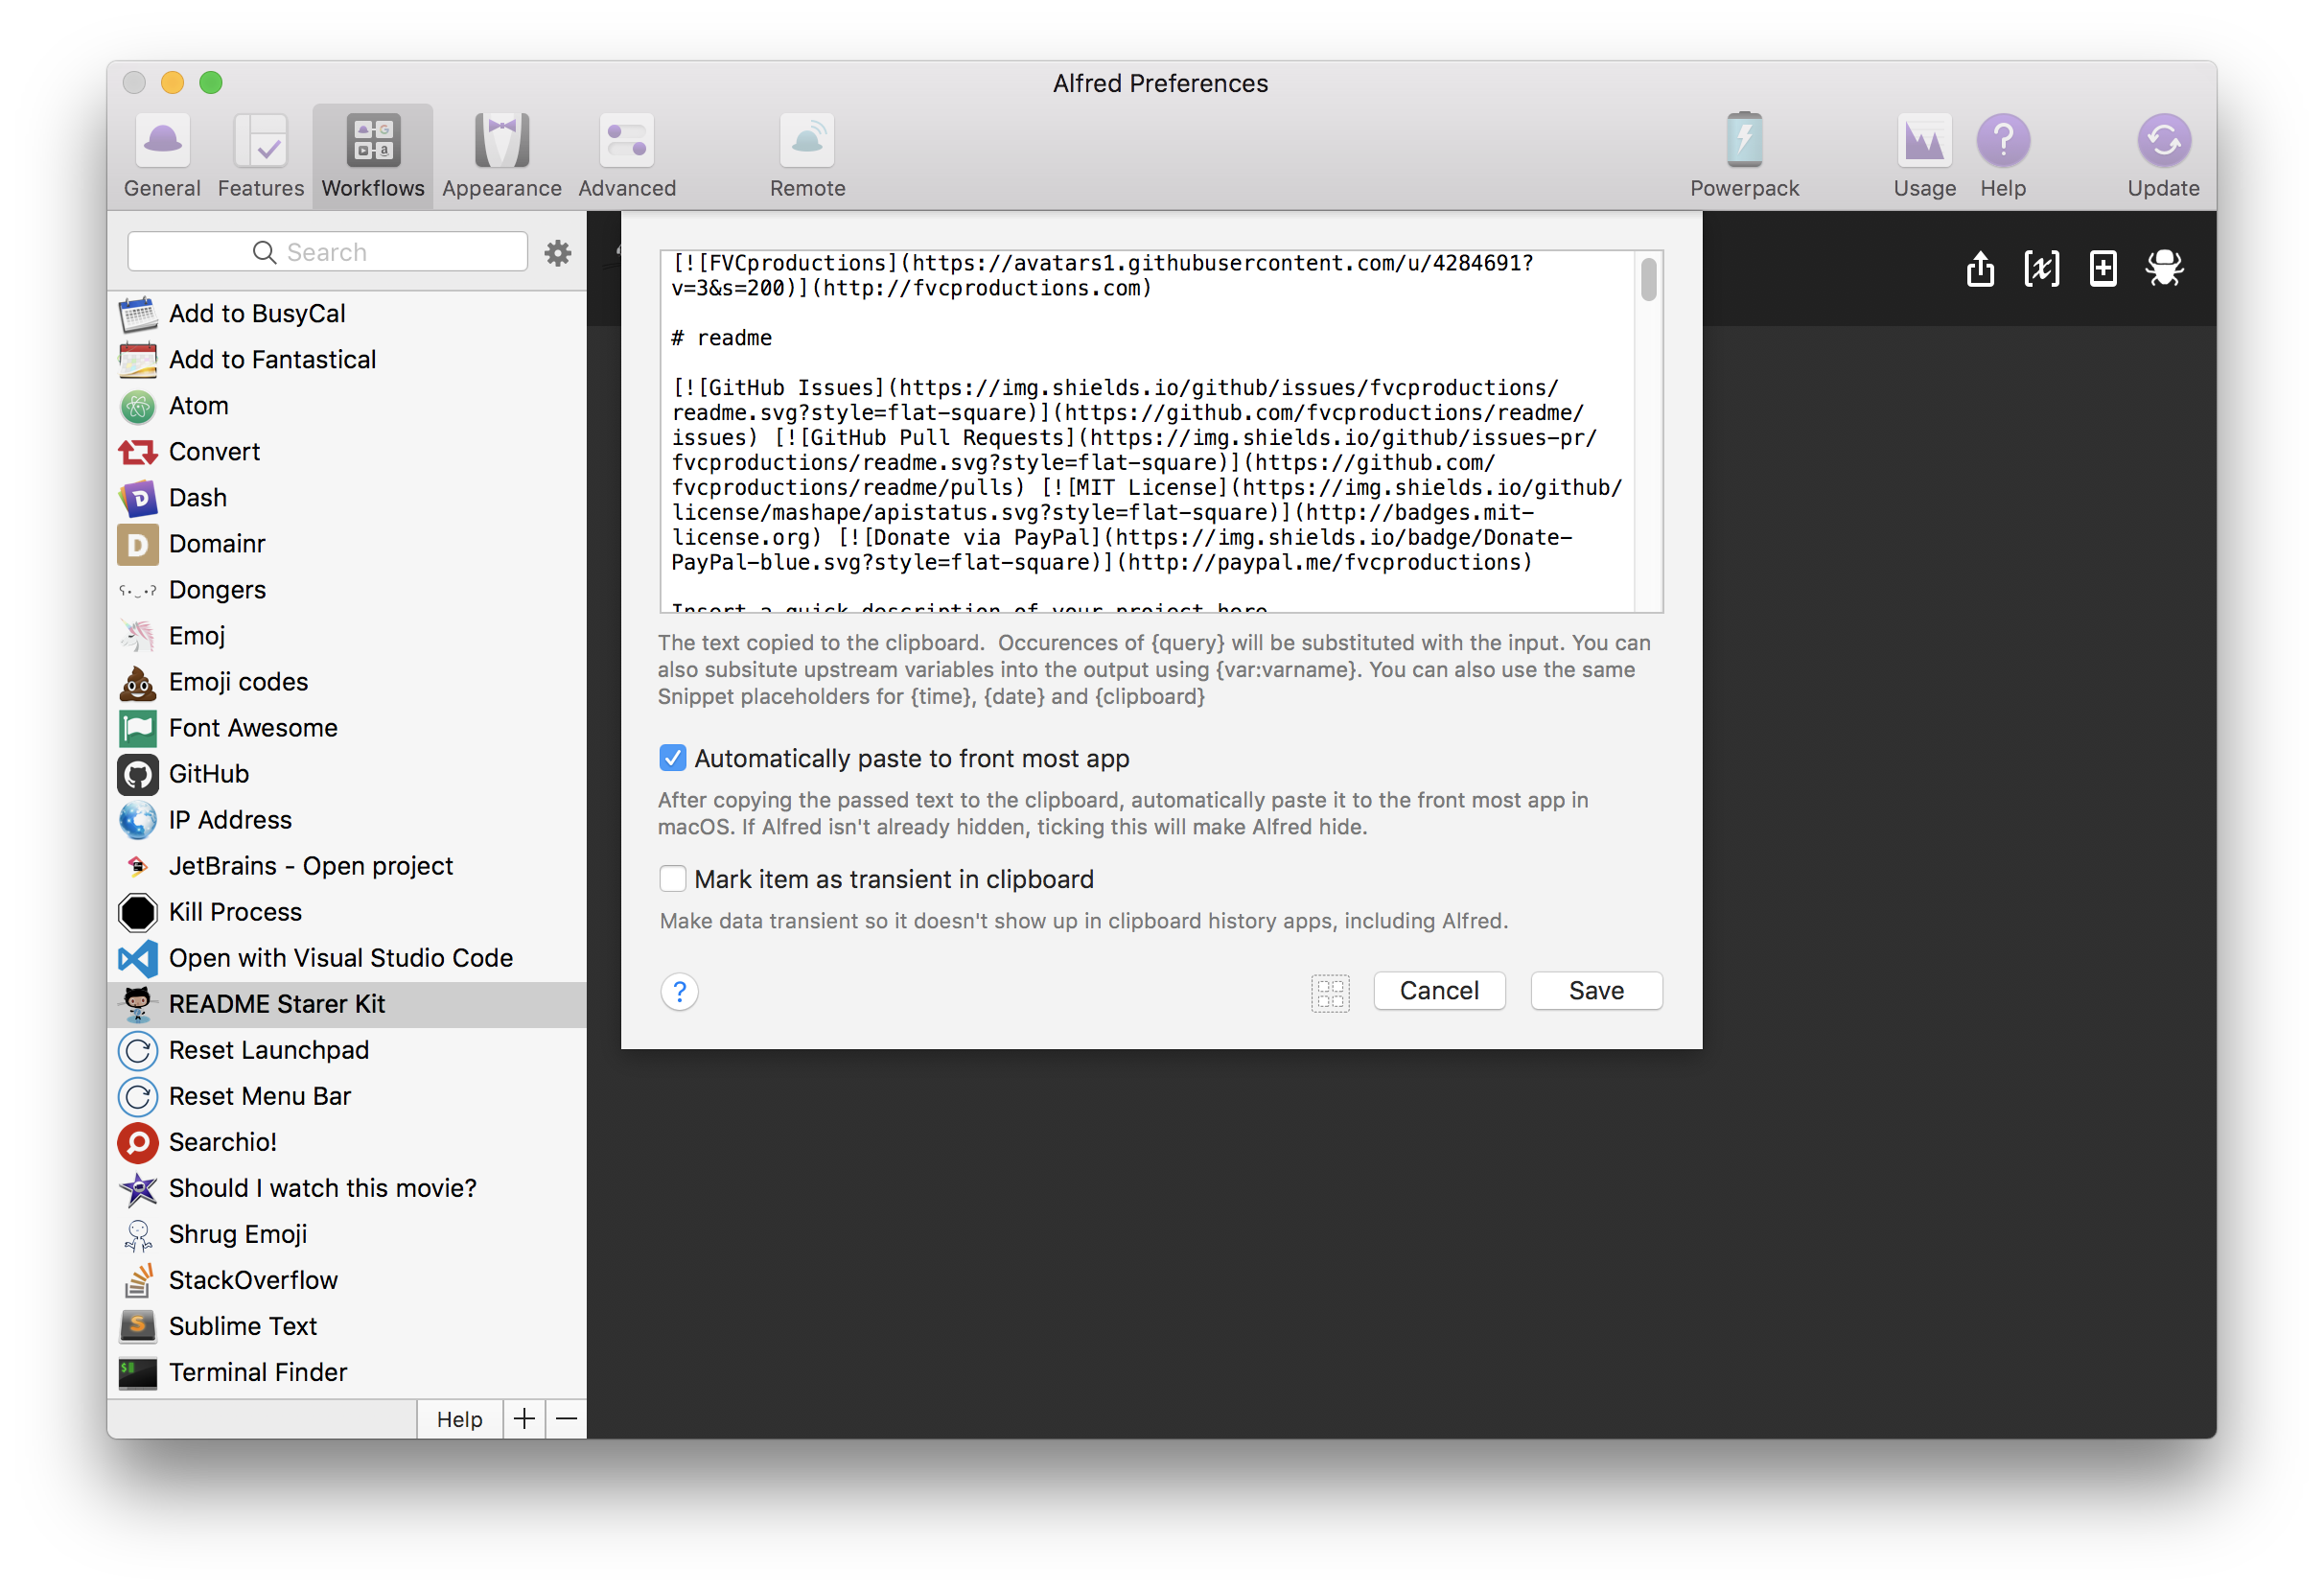 Alfred Preferences
General Features Workflows Appearance Advanced Remote Powerpack Usage Help Update
Search
Add to BusyCal
Add to Fantastical
Atom
Convert
Dash
Domainr
Dongers
Emoj
Emoji codes
Font Awesome
GitHub
IP Address
JetBrains - Open project
Kill Process
Open with Visual Studio Code
README Starer Kit
Reset Launchpad
Reset Menu Bar
Searchio!
Should I watch this movie?
Shrug Emoji
StackOverflow
Sublime Text
Terminal Finder
Help
[![FVCproductions](https://avatars1.githubusercontent.com/u/4284691?
v=3&s=200)](http://fvcproductions.com)
# readme
[![GitHub Issues](https://img.shields.io/github/issues/fvcproductions/
readme.svg?style=flat-square)](https://github.com/fvcproductions/readme/
issues) [![GitHub Pull Requests](https://img.shields.io/github/issues-pr/
fvcproductions/readme.svg?style=flat-square)](https://github.com/
fvcproductions/readme/pulls) [![MIT License](https://img.shields.io/github/
license/mashape/apistatus.svg?style=flat-square)](http://badges.mit-
license.org) [![Donate via PayPal](https://img.shields.io/badge/Donate-
PayPal-blue.svg?style=flat-square)](http://paypal.me/fvcproductions)
Insert a quick description of your project here
The text copied to the clipboard.  Occurences of {query} will be substituted with the input. You can
also subsitute upstream variables into the output using {var:varname}. You can also use the same
Snippet placeholders for {time}, {date} and {clipboard}
Automatically paste to front most app
After copying the passed text to the clipboard, automatically paste it to the front most app in
macOS. If Alfred isn't already hidden, ticking this will make Alfred hide.
Mark item as transient in clipboard
Make data transient so it doesn't show up in clipboard history apps, including Alfred.
? Cancel Save